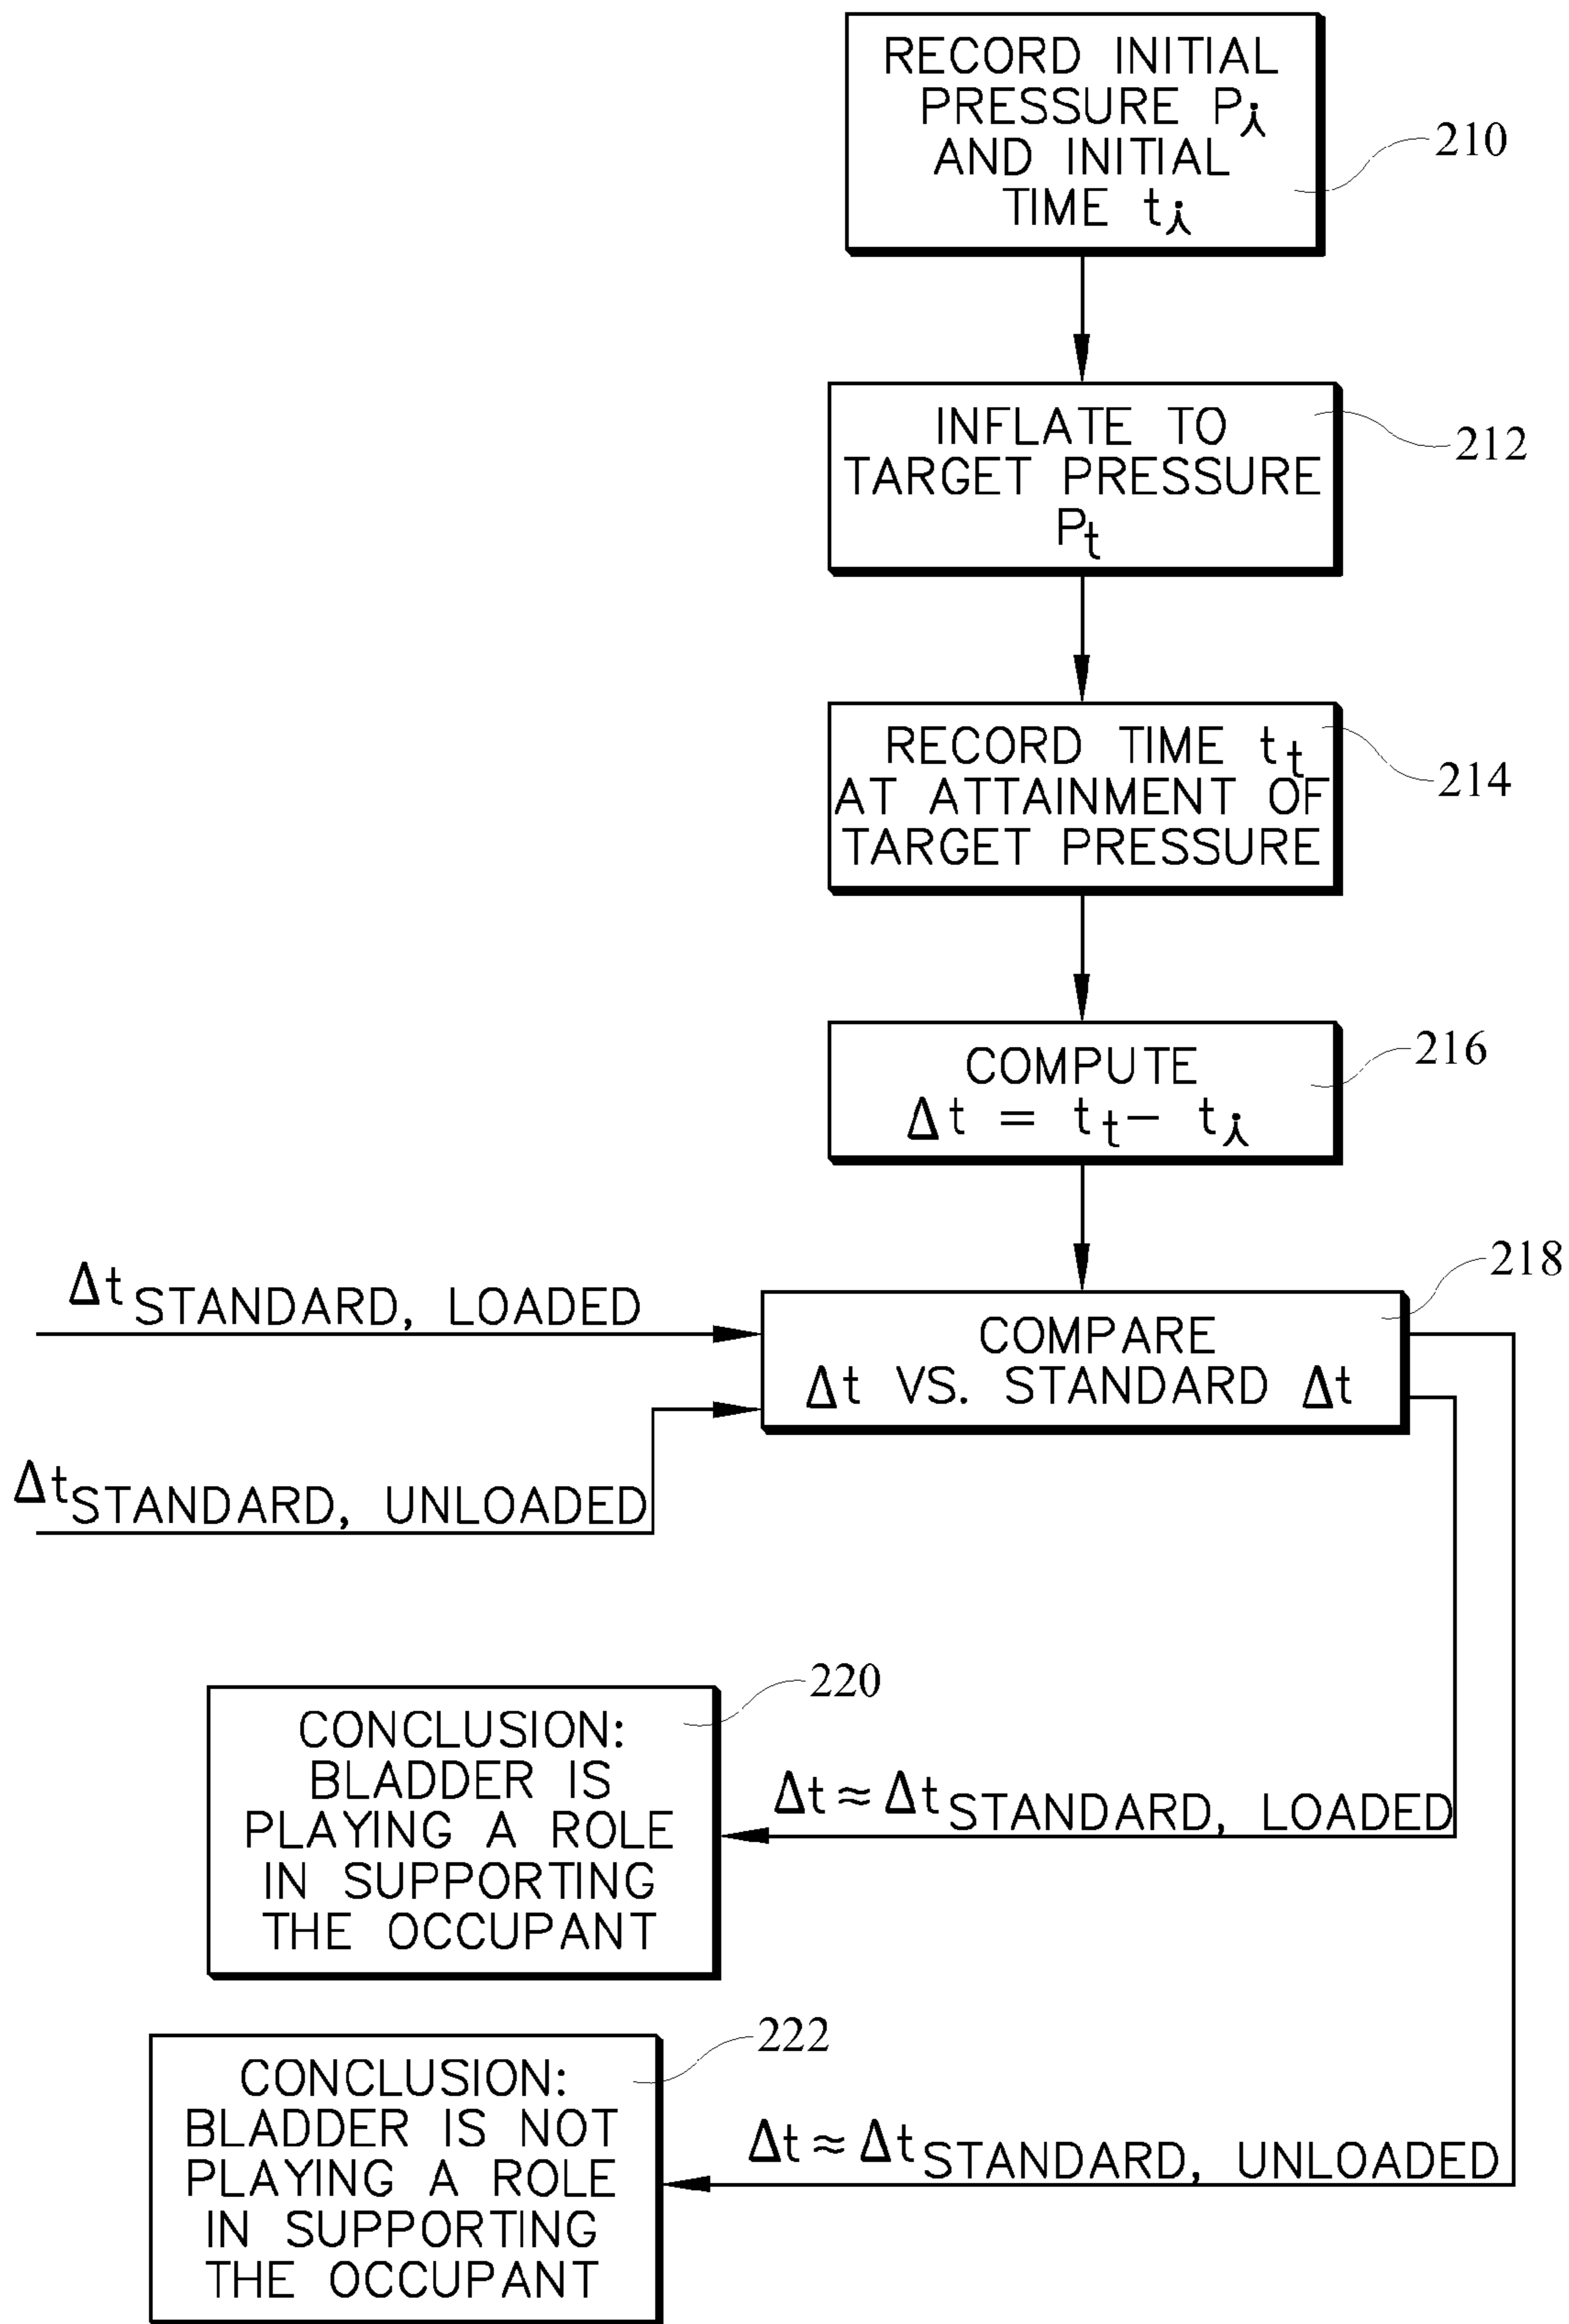 RECORD INITIAL
PRESSURE Pi
AND INITIAL
TIME ti
210
INFLATE TO
TARGET PRESSURE
Pt
212
RECORD TIME tt
AT ATTAINMENT OF
TARGET PRESSURE
214
COMPUTE
Δt = tt - ti
216
ΔtSTANDARD, LOADED
ΔtSTANDARD, UNLOADED
COMPARE
Δt VS. STANDARD Δt
218
CONCLUSION:
BLADDER IS
PLAYING A ROLE
IN SUPPORTING
THE OCCUPANT
220
Δt ≈ ΔtSTANDARD, LOADED
CONCLUSION:
BLADDER IS NOT
PLAYING A ROLE
IN SUPPORTING
THE OCCUPANT
222
Δt ≈ ΔtSTANDARD, UNLOADED